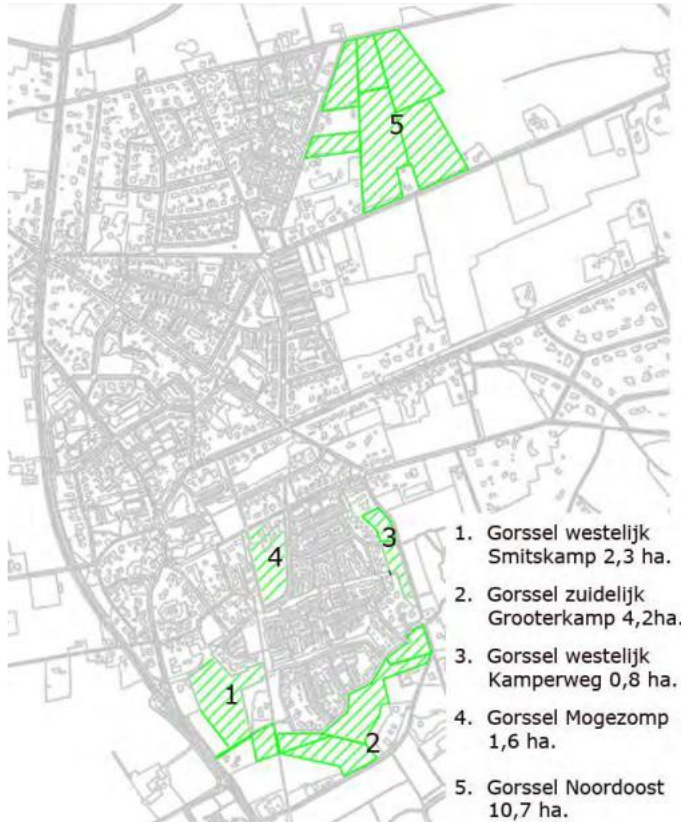 5
4
3
1
2
1. Gorssel westelijk
Smitskamp 2,3 ha.
2. Gorssel zuidelijk
Grooterkamp 4,2ha.
3. Gorssel westelijk
Kamperweg 0,8 ha.
4. Gorssel Mogezomp
1,6 ha.
5. Gorssel Noordoost
10,7 ha.